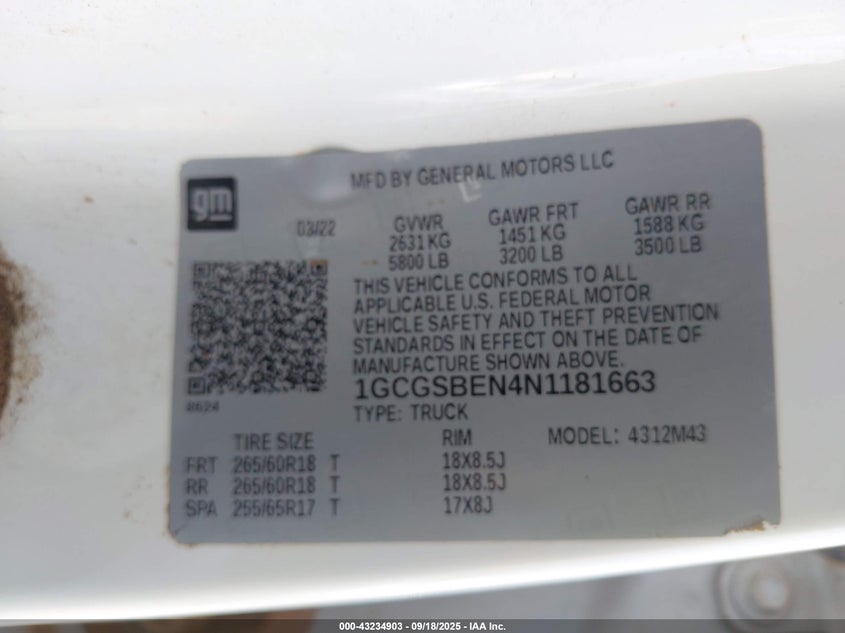 MFD BY GENERAL MOTORS LLC
gm
03/22
GVWR GAWR FRT GAWR RR
2631 KG 1451 KG 1588 KG
5800 LB 3200 LB 3500 LB
THIS VEHICLE CONFORMS TO ALL
APPLICABLE U.S. FEDERAL MOTOR
VEHICLE SAFETY AND THEFT PREVENTION
STANDARDS IN EFFECT ON THE DATE OF
MANUFACTURE SHOWN ABOVE.
1GCGSBEN4N1181663
8624
TYPE: TRUCK
TIRE SIZE RIM MODEL: 4312M43
FRT 265/60R18 T 18X8.5J
RR 265/60R18 T 18X8.5J
SPA 255/65R17 T 17X8J
000-43234903 - 09/18/2025 - IAA Inc.